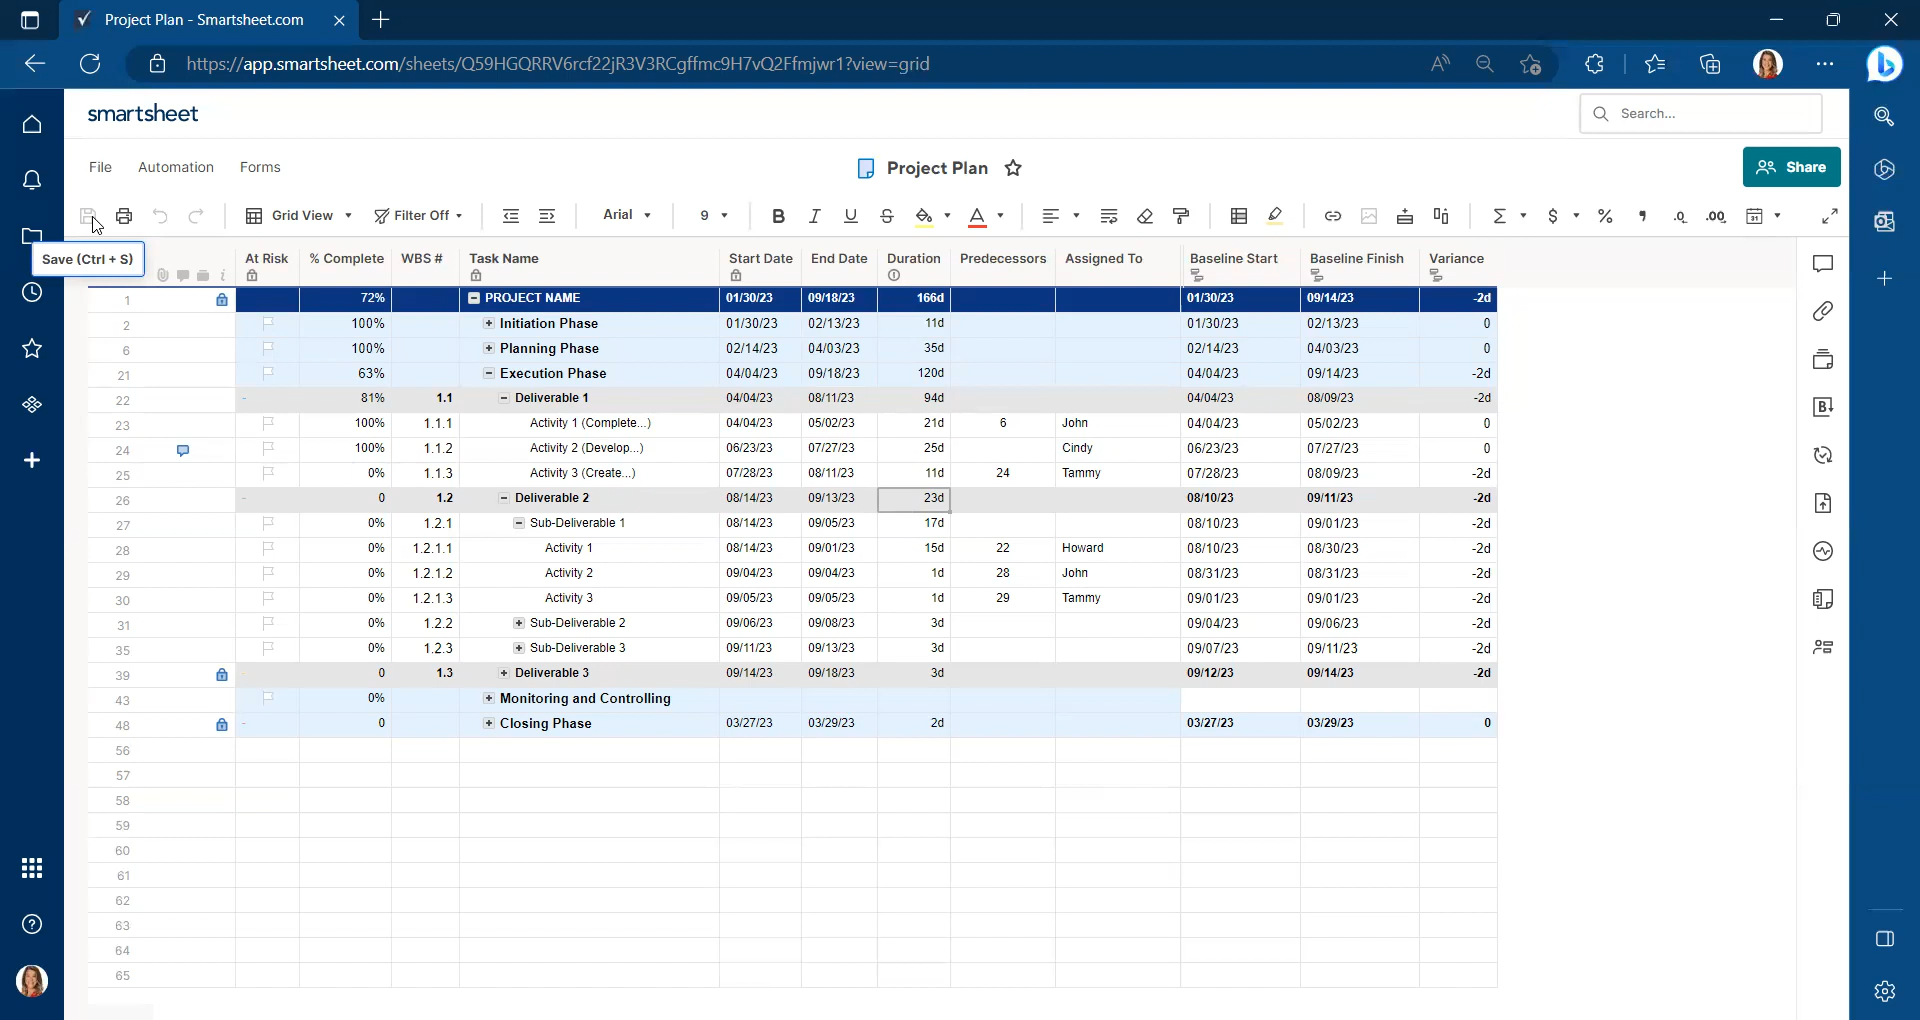 Project Plan - Smartsheet.com
https://app.smartsheet.com/sheets/Q59HGQRRV6rcf22jR3V3RCgffmc9H7vQ2Ffmjwr1?view=grid
smartsheet
Search...
File Automation Forms
Project Plan
Share
Grid View Filter Off Arial 9 B I U S A Σ $ % , .0 .00 31
Save (Ctrl + S)
At Risk % Complete WBS # Task Name Start Date End Date Duration Predecessors Assigned To Baseline Start Baseline Finish Variance
1 72% PROJECT NAME 01/30/23 09/18/23 166d 01/30/23 09/14/23 -2d
2 100% Initiation Phase 01/30/23 02/13/23 11d 01/30/23 02/13/23 0
6 100% Planning Phase 02/14/23 04/03/23 35d 02/14/23 04/03/23 0
21 63% Execution Phase 04/04/23 09/18/23 120d 04/04/23 09/14/23 -2d
22 81% 1.1 Deliverable 1 04/04/23 08/11/23 94d 04/04/23 08/09/23 -2d
23 100% 1.1.1 Activity 1 (Complete...) 04/04/23 05/02/23 21d 6 John 04/04/23 05/02/23 0
24 100% 1.1.2 Activity 2 (Develop...) 06/23/23 07/27/23 25d Cindy 06/23/23 07/27/23 0
25 0% 1.1.3 Activity 3 (Create...) 07/28/23 08/11/23 11d 24 Tammy 07/28/23 08/09/23 -2d
26 0 1.2 Deliverable 2 08/14/23 09/13/23 23d 08/10/23 09/11/23 -2d
27 0% 1.2.1 Sub-Deliverable 1 08/14/23 09/05/23 17d 08/10/23 09/01/23 -2d
28 0% 1.2.1.1 Activity 1 08/14/23 09/01/23 15d 22 Howard 08/10/23 08/30/23 -2d
29 0% 1.2.1.2 Activity 2 09/04/23 09/04/23 1d 28 John 08/31/23 08/31/23 -2d
30 0% 1.2.1.3 Activity 3 09/05/23 09/05/23 1d 29 Tammy 09/01/23 09/01/23 -2d
31 0% 1.2.2 Sub-Deliverable 2 09/06/23 09/08/23 3d 09/04/23 09/06/23 -2d
35 0% 1.2.3 Sub-Deliverable 3 09/11/23 09/13/23 3d 09/07/23 09/11/23 -2d
39 0 1.3 Deliverable 3 09/14/23 09/18/23 3d 09/12/23 09/14/23 -2d
43 0% Monitoring and Controlling
48 0 Closing Phase 03/27/23 03/29/23 2d 03/27/23 03/29/23 0
56
57
58
59
60
61
62
63
64
65